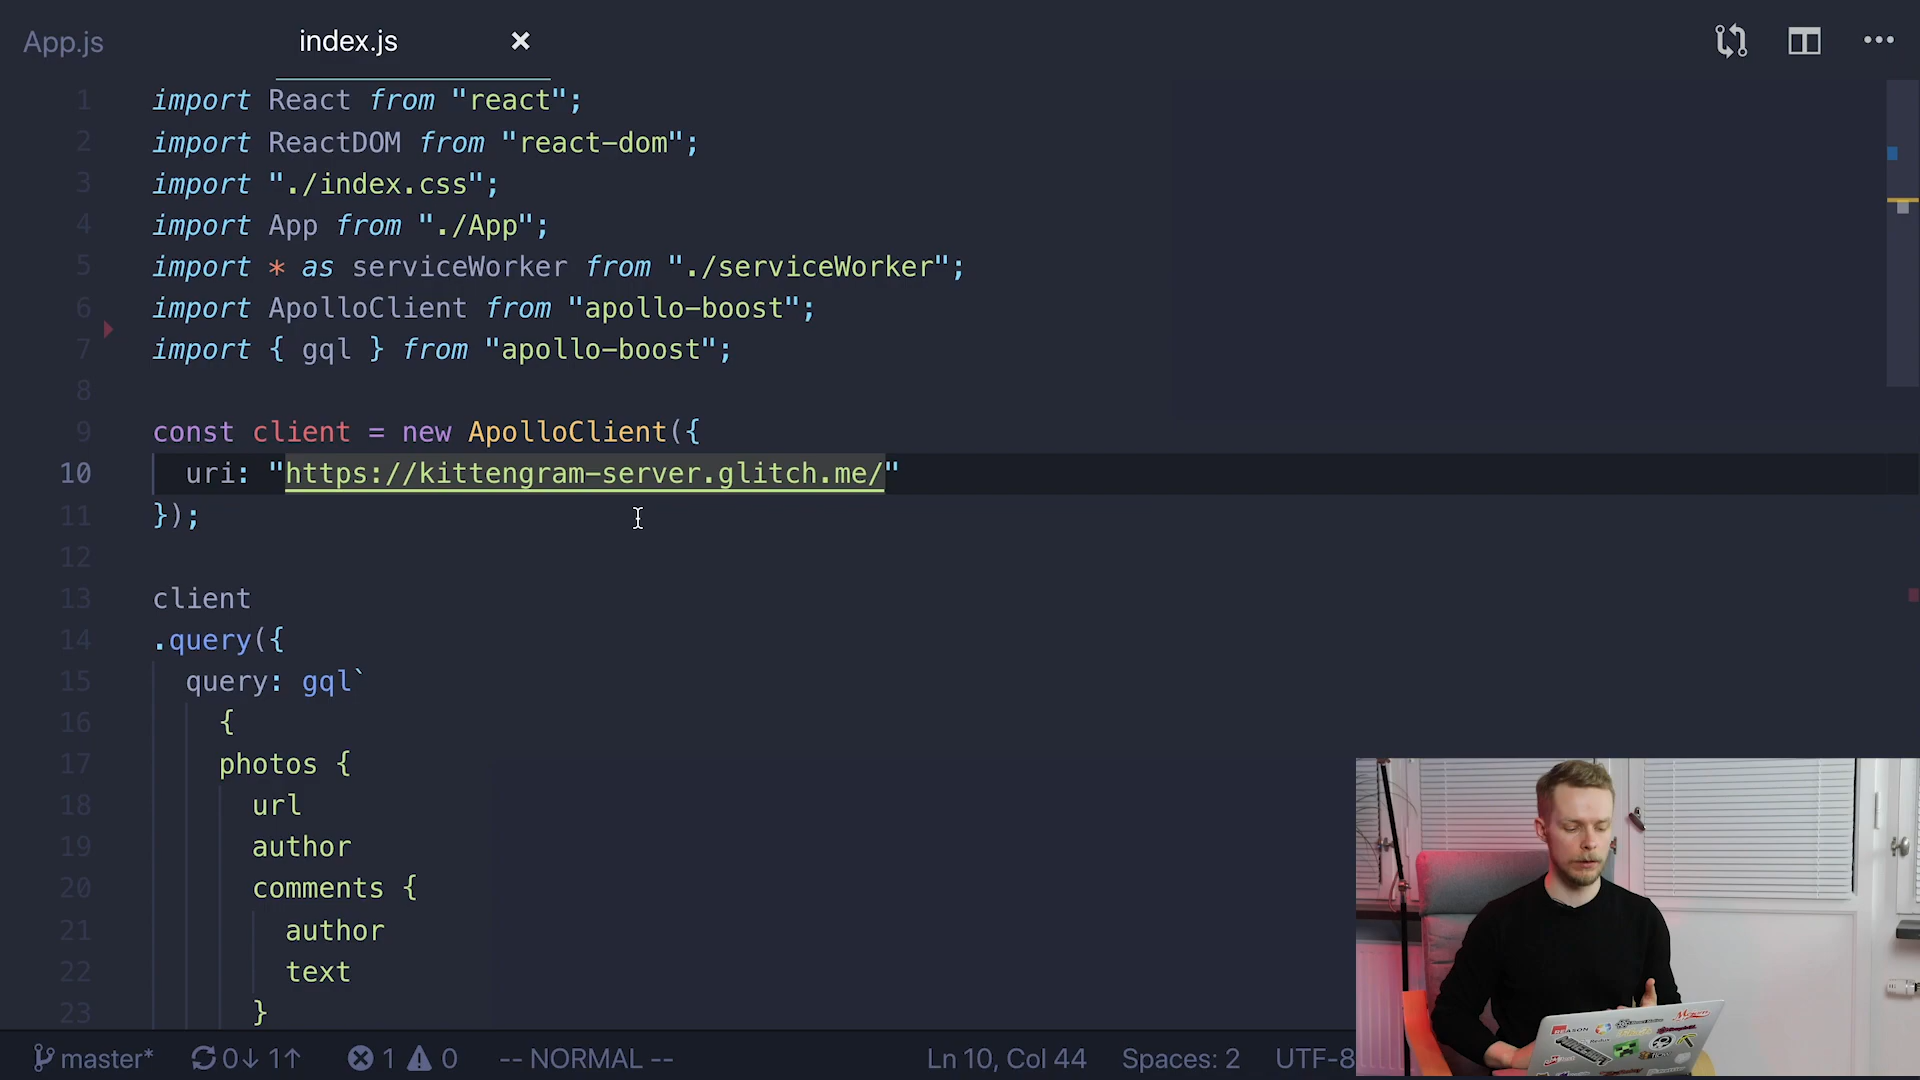 App.js index.js
1 import React from "react";
2 import ReactDOM from "react-dom";
3 import "./index.css";
4 import App from "./App";
5 import * as serviceWorker from "./serviceWorker";
6 import ApolloClient from "apollo-boost";
7 import { gql } from "apollo-boost";
8
9 const client = new ApolloClient({
10 uri: "https://kittengram-server.glitch.me/"
11 });
12
13 client
14 .query({
15 query: gql`
16 {
17 photos {
18 url
19 author
20 comments {
21 author
22 text
23 }
master* 0↓ 1↑ 1 0 -- NORMAL -- Ln 10, Col 44 Spaces: 2 UTF-8
REASON